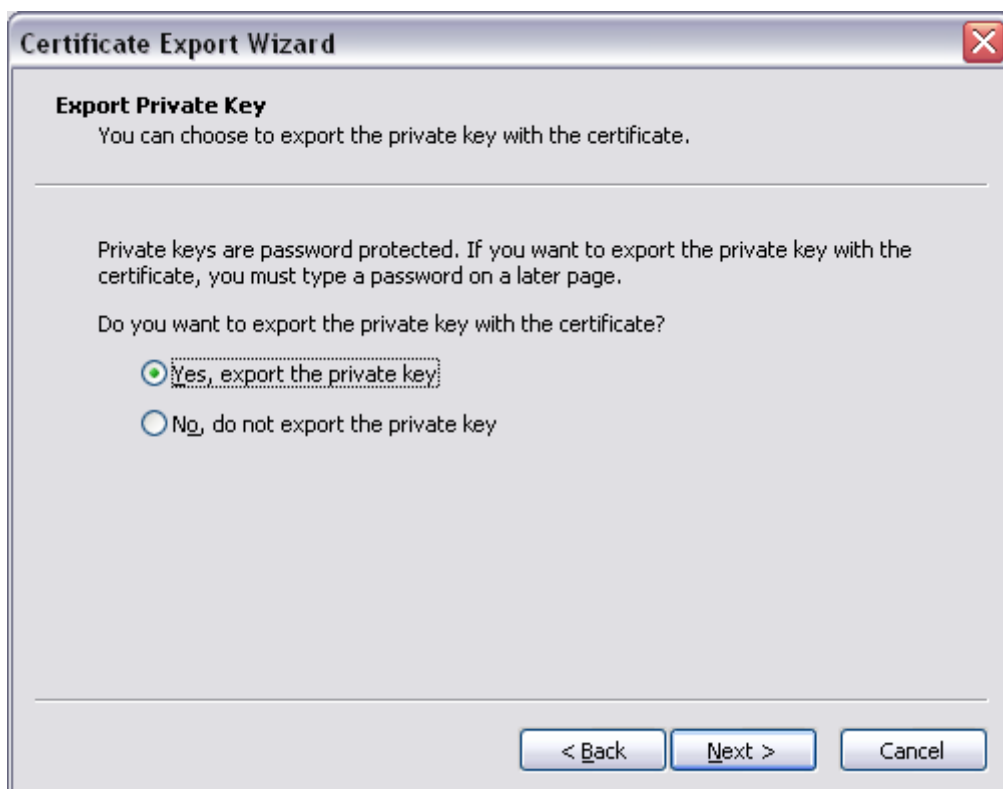 Certificate Export Wizard
Export Private Key
You can choose to export the private key with the certificate.
Private keys are password protected. If you want to export the private key with the
certificate, you must type a password on a later page.
Do you want to export the private key with the certificate?
Yes, export the private key
No, do not export the private key
< Back
Next >
Cancel